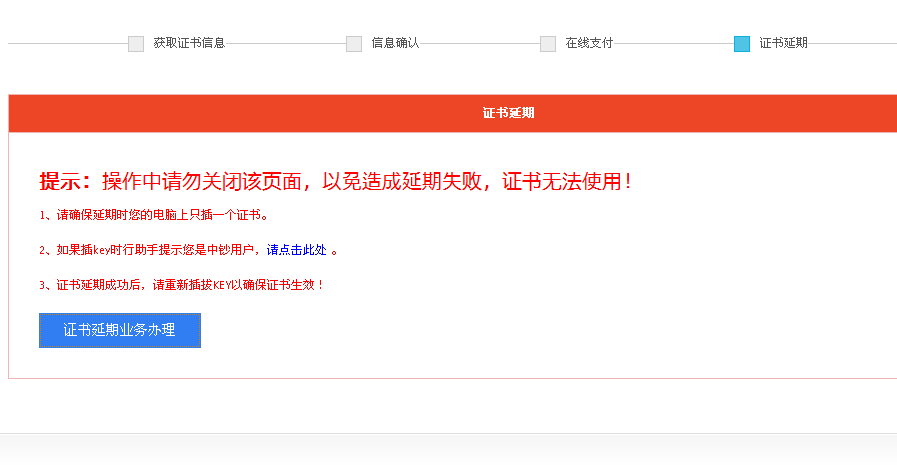 获取证书信息 信息确认 在线支付 证书延期
证书延期
提示：操作中请勿关闭该页面，以免造成延期失败，证书无法使用！
1、请确保延期时您的电脑上只插一个证书。
2、如果插key时行助手提示您是中钞用户，请点击此处 。
3、证书延期成功后，请重新插拔KEY以确保证书生效！
证书延期业务办理